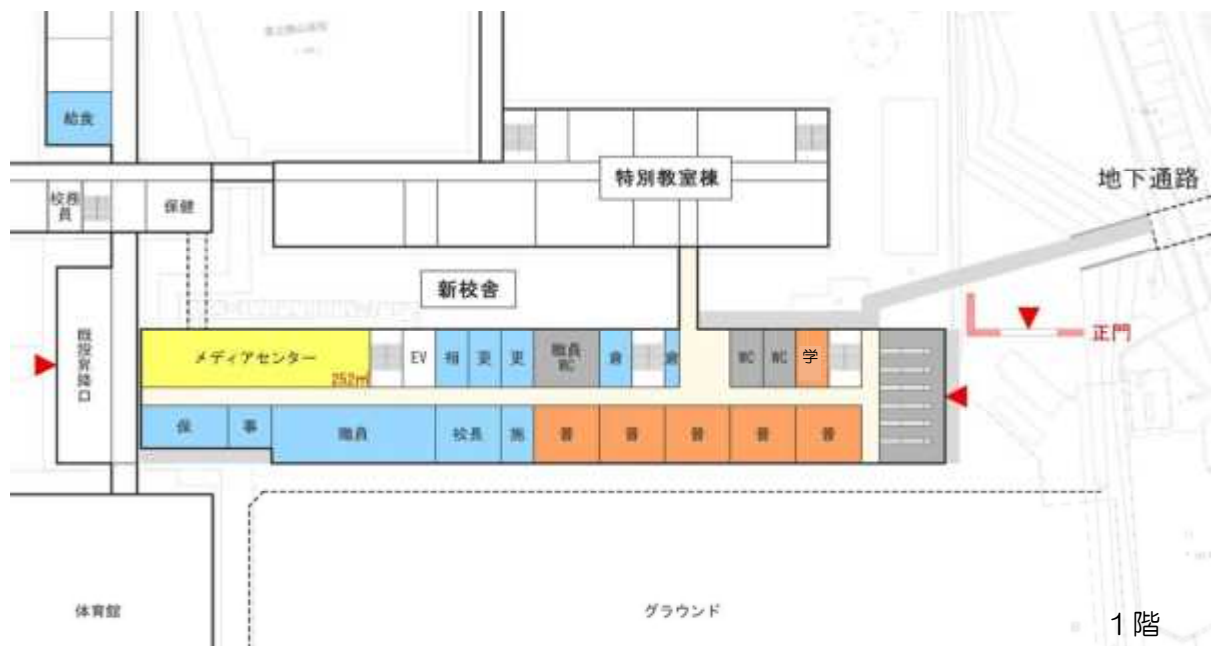 給食
特別教室棟
地下通路
校務
員
保健
新校舎
正門
既設昇降口
メディアセンター
252㎡
EV
相
更
更
職員
WC
倉
倉
WC
WC
学
保
事
職員
校長
施
普
普
普
普
普
体育館
グラウンド
1階